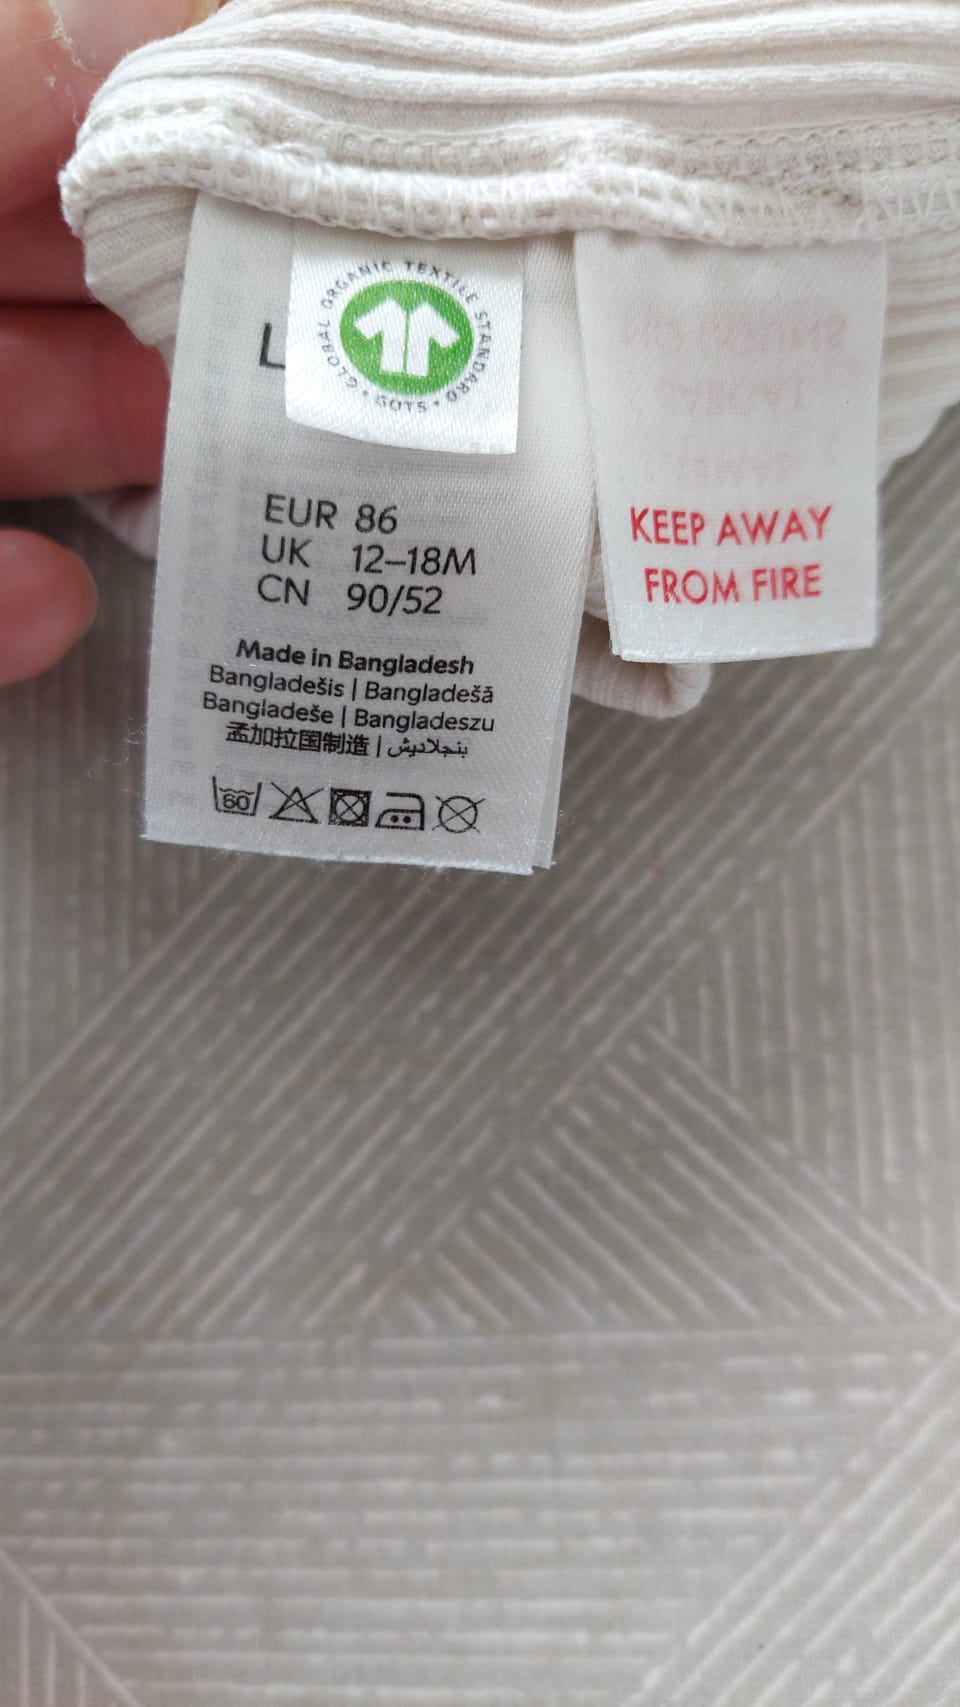 L
GLOBAL ORGANIC TEXTILE STANDARD • GOTS •
EUR 86
UK 12–18M
CN 90/52
Made in Bangladesh
Bangladešis | Bangladešā
Bangladeše | Bangladeszu
孟加拉国制造 | بنجلاديش
60
KEEP AWAY
FROM FIRE